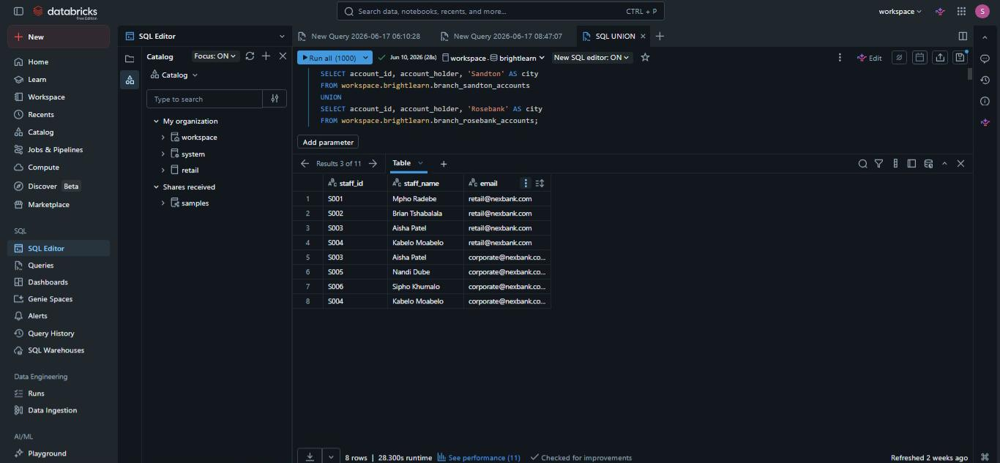 databricks
Free Edition
Search data, notebooks, recents, and more...
CTRL + P
workspace
S
New
Home
Learn
Workspace
Recents
Catalog
Jobs & Pipelines
Compute
Discover Beta
Marketplace
SQL
SQL Editor
Queries
Dashboards
Genie Spaces
Alerts
Query History
SQL Warehouses
Data Engineering
Runs
Data Ingestion
AI/ML
Playground
SQL Editor
Catalog Focus: ON
Catalog
Type to search
My organization
workspace
system
retail
Shares received
samples
New Query 2026-06-17 06:10:28
New Query 2026-06-17 08:47:07
SQL UNION
Run all (1000) Jun 10, 2026 (28s) workspace . brightlearn New SQL editor: ON
Edit
SELECT account_id, account_holder, 'Sandton' AS city
FROM workspace.brightlearn.branch_sandton_accounts
UNION
SELECT account_id, account_holder, 'Rosebank' AS city
FROM workspace.brightlearn.branch_rosebank_accounts;
Add parameter
Results 3 of 11 Table
staff_id staff_name email
1 S001 Mpho Radebe retail@nexbank.com
2 S002 Brian Tshabalala retail@nexbank.com
3 S003 Aisha Patel retail@nexbank.com
4 S004 Kabelo Moabelo retail@nexbank.com
5 S003 Aisha Patel corporate@nexbank.co...
6 S005 Nandi Dube corporate@nexbank.co...
7 S006 Sipho Khumalo corporate@nexbank.co...
8 S004 Kabelo Moabelo corporate@nexbank.co...
8 rows | 28.300s runtime See performance (11) Checked for improvements
Refreshed 2 weeks ago